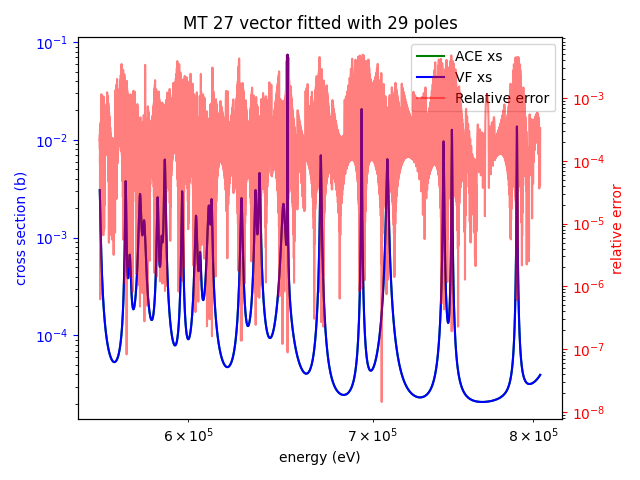 MT 27 vector fitted with 29 poles
ACE xs
VF xs
Relative error
cross section (b)
10⁻¹
10⁻²
10⁻³
10⁻⁴
relative error
10⁻³
10⁻⁴
10⁻⁵
10⁻⁶
10⁻⁷
10⁻⁸
6 × 10⁵
7 × 10⁵
8 × 10⁵
energy (eV)